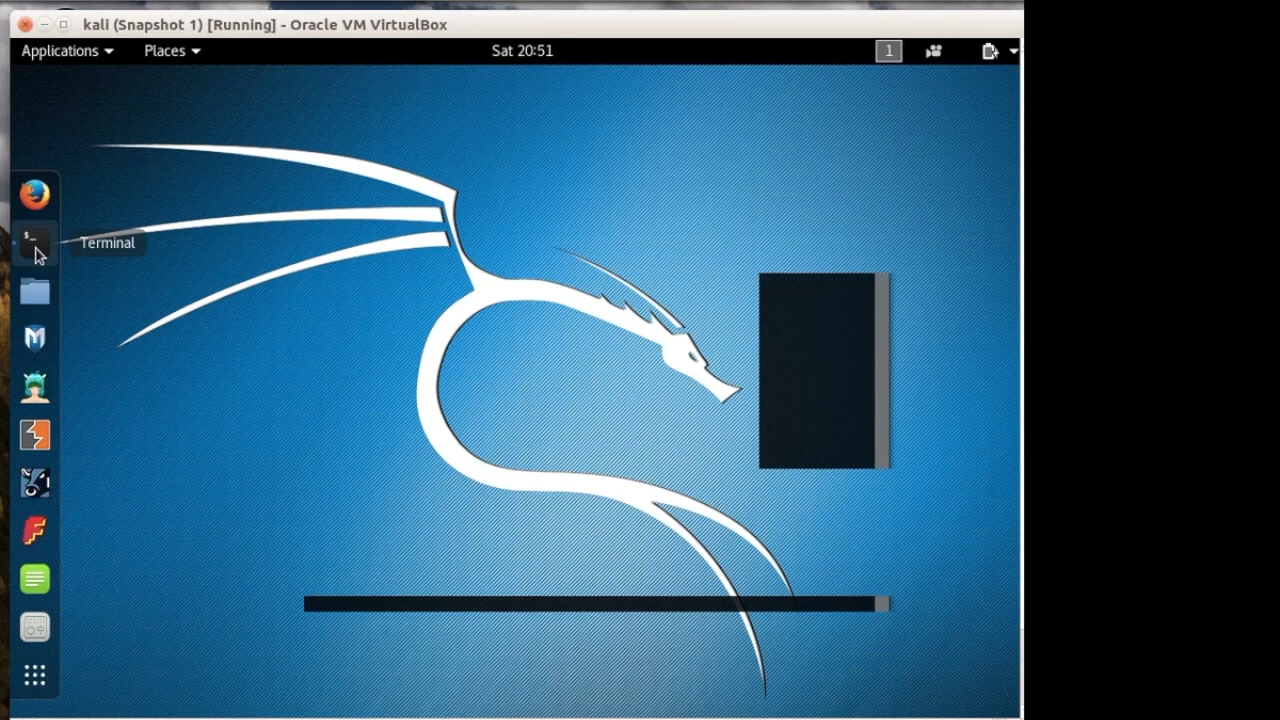 kali (Snapshot 1) [Running] - Oracle VM VirtualBox
Applications Places Sat 20:51 1
$_
Terminal